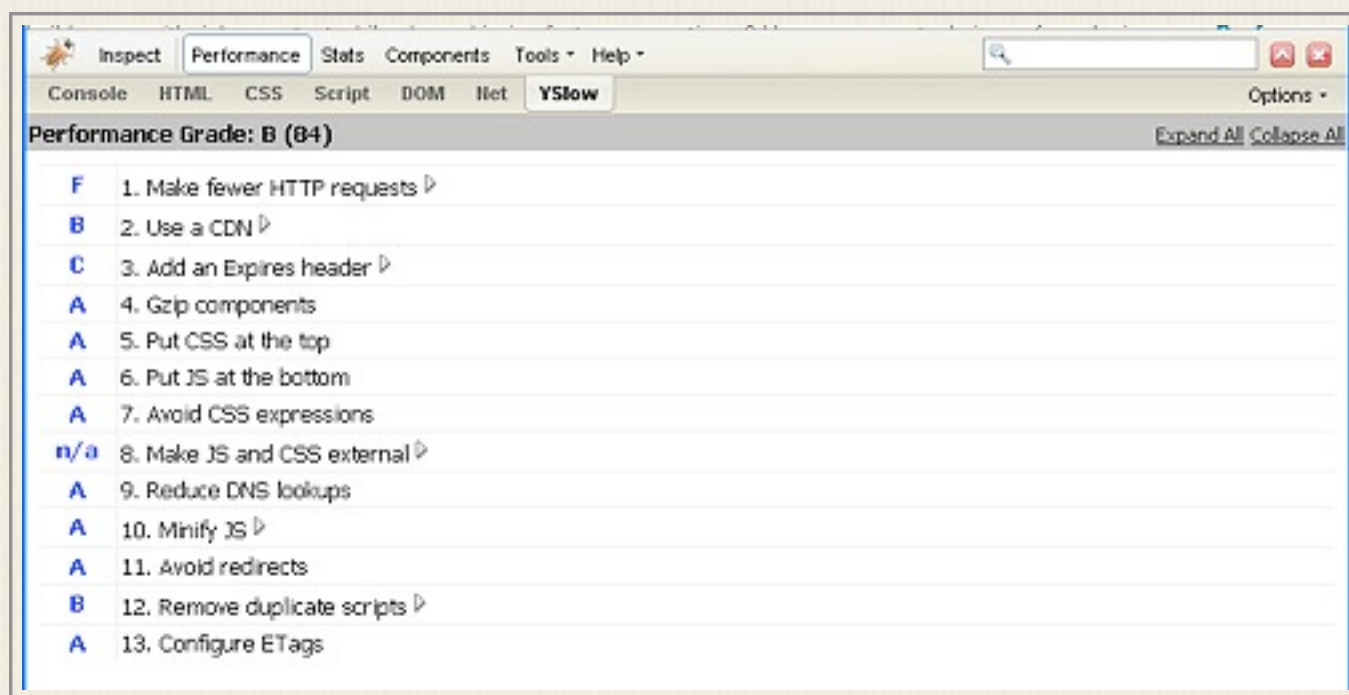 Inspect Performance Stats Components Tools Help
Console HTML CSS Script DOM Net YSlow Options
Performance Grade: B (84) Expand All Collapse All
F 1. Make fewer HTTP requests
B 2. Use a CDN
C 3. Add an Expires header
A 4. Gzip components
A 5. Put CSS at the top
A 6. Put JS at the bottom
A 7. Avoid CSS expressions
n/a 8. Make JS and CSS external
A 9. Reduce DNS lookups
A 10. Minify JS
A 11. Avoid redirects
B 12. Remove duplicate scripts
A 13. Configure ETags